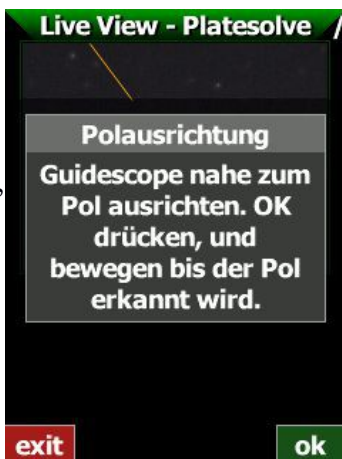 Live View - Platesolve
Polausrichtung
Guidescope nahe zum
Pol ausrichten. OK
drücken, und
bewegen bis der Pol
erkannt wird.
exit
ok